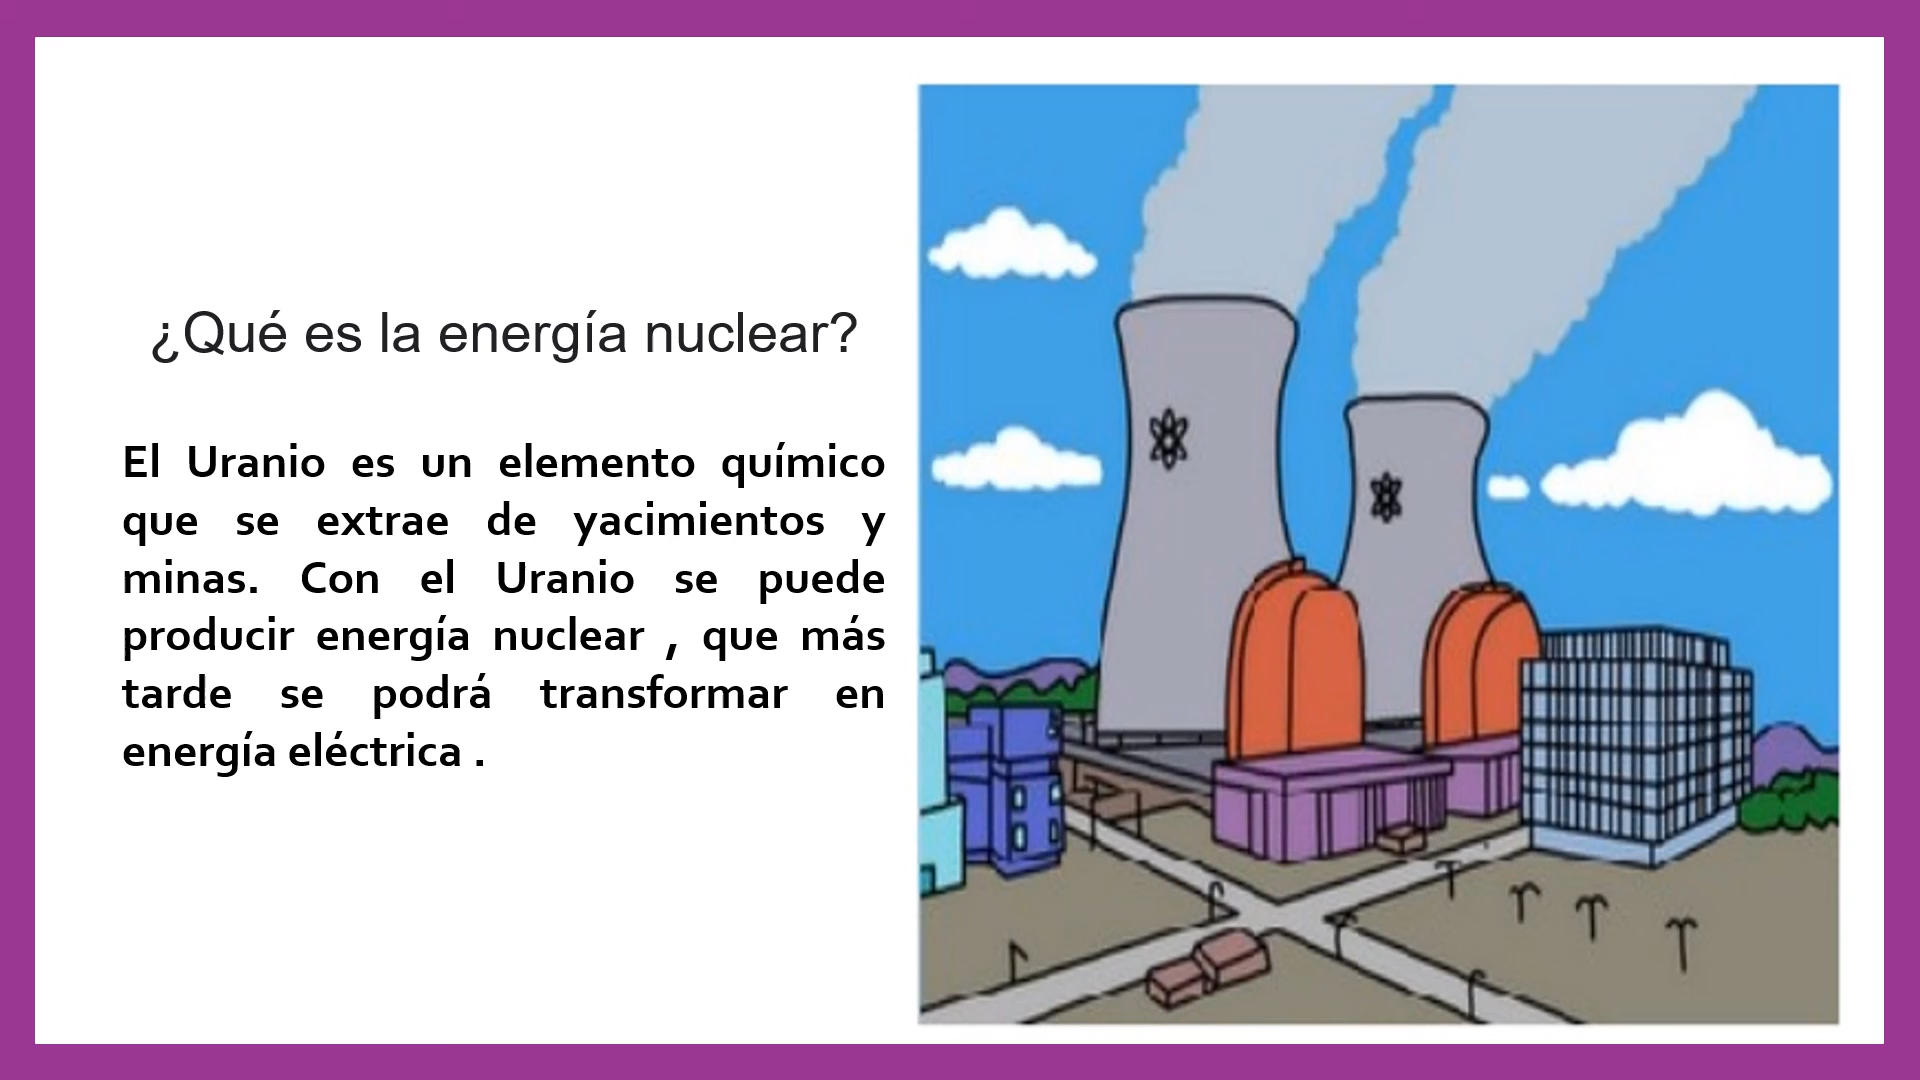 ¿Qué es la energía nuclear?
El Uranio es un elemento químico
que se extrae de yacimientos y
minas. Con el Uranio se puede
producir energía nuclear , que más
tarde se podrá transformar en
energía eléctrica .